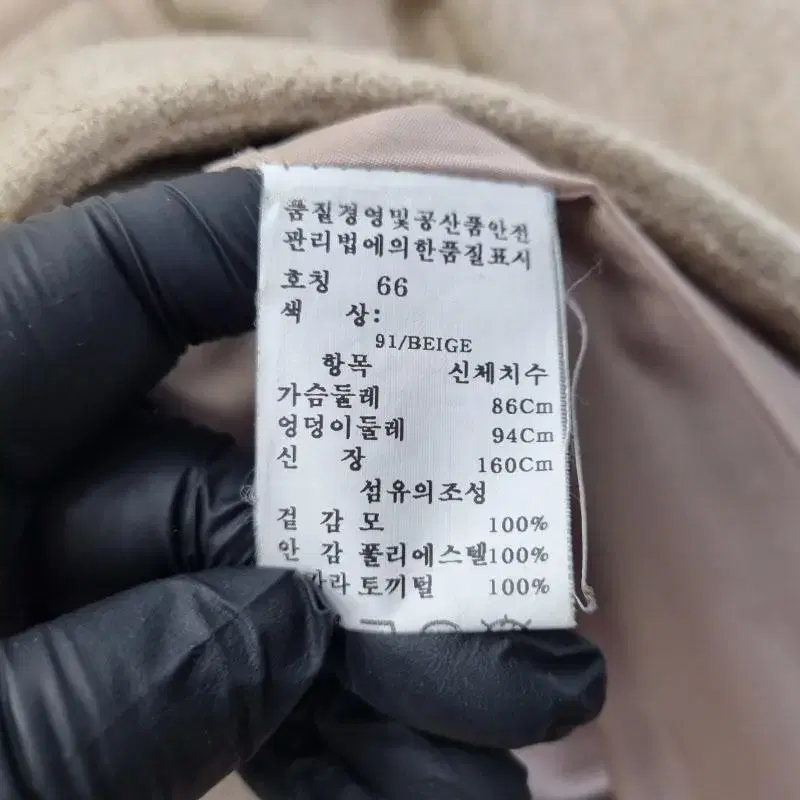 품질경영및공산품안전
관리법에의한품질표시
호칭 66
색 상:
91/BEIGE
항목 신체치수
가슴둘레 86Cm
엉덩이둘레 94Cm
신 장 160Cm
섬유의조성
겉 감 모 100%
안 감 폴리에스텔100%
라 토끼털 100%